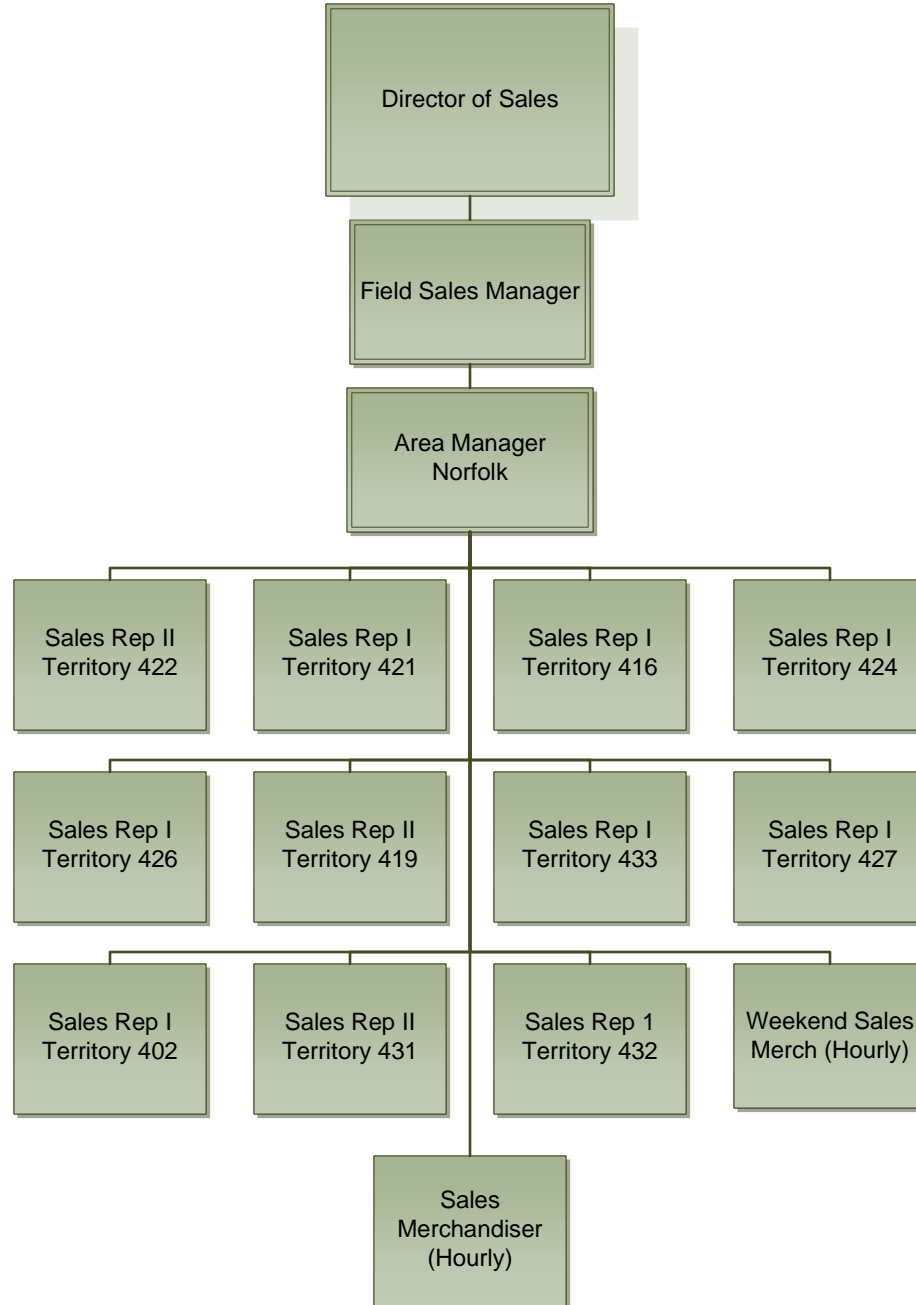 Director of Sales
Field Sales Manager
Area Manager
Norfolk
Sales Rep II
Territory 422
Sales Rep I
Territory 421
Sales Rep I
Territory 416
Sales Rep I
Territory 424
Sales Rep I
Territory 426
Sales Rep II
Territory 419
Sales Rep I
Territory 433
Sales Rep I
Territory 427
Sales Rep I
Territory 402
Sales Rep II
Territory 431
Sales Rep 1
Territory 432
Weekend Sales
Merch (Hourly)
Sales
Merchandiser
(Hourly)